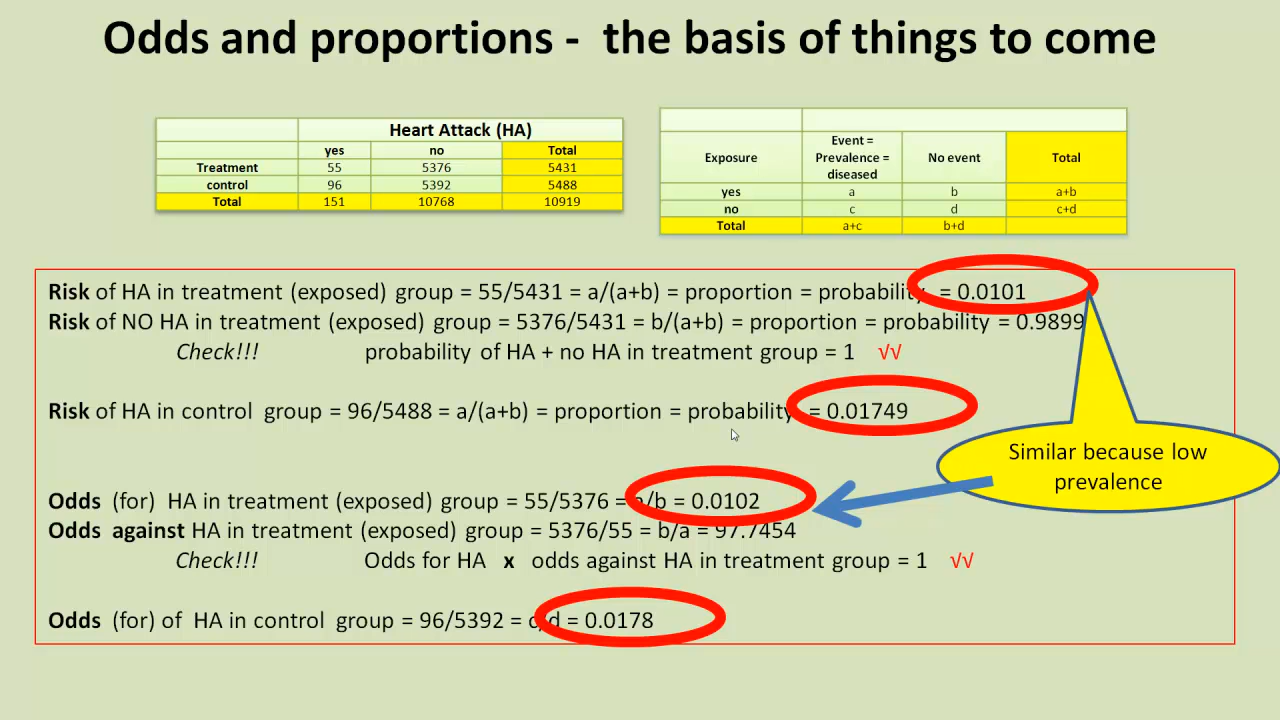 Odds and proportions - the basis of things to come
Heart Attack (HA)
yes no Total
Treatment 55 5376 5431
control 96 5392 5488
Total 151 10768 10919
Exposure Event = Prevalence = diseased No event Total
yes a b a+b
no c d c+d
Total a+c b+d
Risk of HA in treatment (exposed) group = 55/5431 = a/(a+b) = proportion = probability = 0.0101
Risk of NO HA in treatment (exposed) group = 5376/5431 = b/(a+b) = proportion = probability = 0.9899
Check!!! probability of HA + no HA in treatment group = 1 √√
Risk of HA in control group = 96/5488 = a/(a+b) = proportion = probability = 0.01749
Similar because low
prevalence
Odds (for) HA in treatment (exposed) group = 55/5376 = a/b = 0.0102
Odds against HA in treatment (exposed) group = 5376/55 = b/a = 97.7454
Check!!! Odds for HA x odds against HA in treatment group = 1 √√
Odds (for) of HA in control group = 96/5392 = c/d = 0.0178